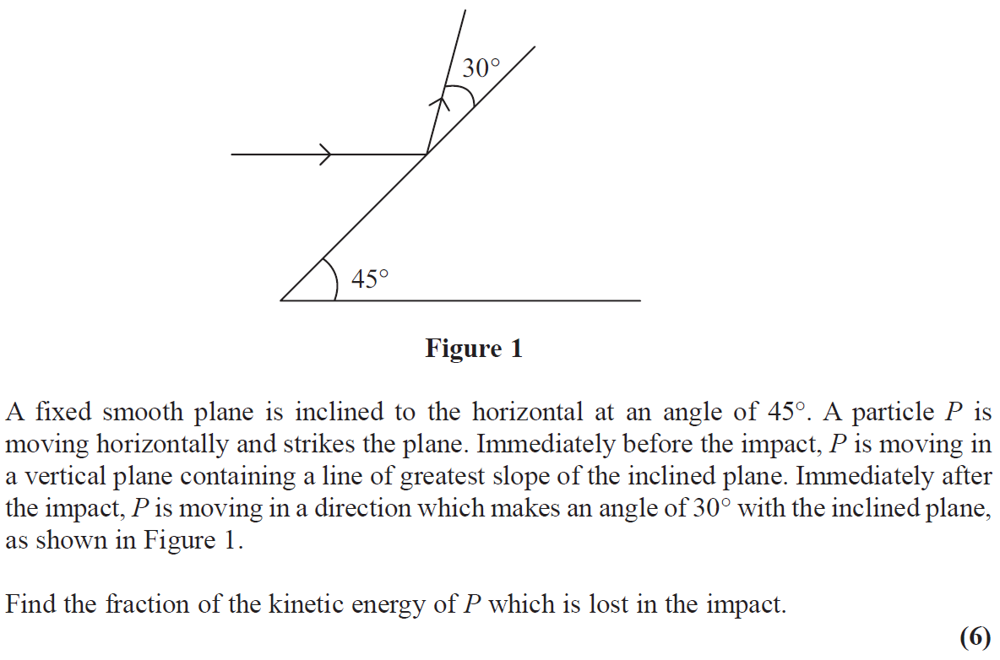 30°
45°
Figure 1
A fixed smooth plane is inclined to the horizontal at an angle of 45°. A particle P is
moving horizontally and strikes the plane. Immediately before the impact, P is moving in
a vertical plane containing a line of greatest slope of the inclined plane. Immediately after
the impact, P is moving in a direction which makes an angle of 30° with the inclined plane,
as shown in Figure 1.
Find the fraction of the kinetic energy of P which is lost in the impact.
(6)